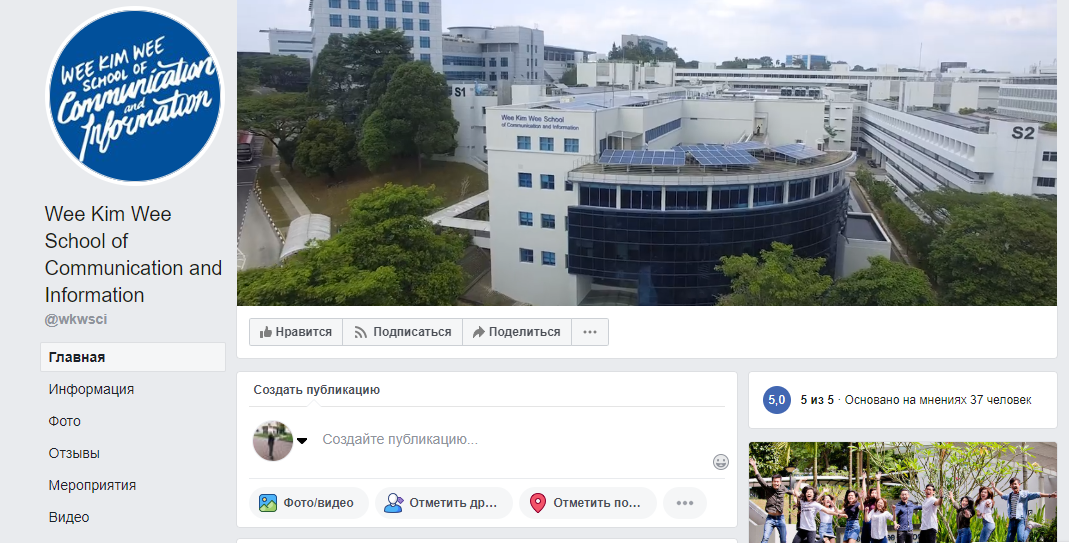 WEE KIM WEE
SCHOOL OF
Communication
and
Information
Wee Kim Wee
School of
Communication and
Information
@wkwsci
Главная
Информация
Фото
Отзывы
Мероприятия
Видео
S1
Wee Kim Wee School
of Communication and Information
S2
Нравится
Подписаться
Поделиться
Создать публикацию
Создайте публикацию...
Фото/видео
Отметить др...
Отметить по...
5,0
5 из 5 · Основано на мнениях 37 человек